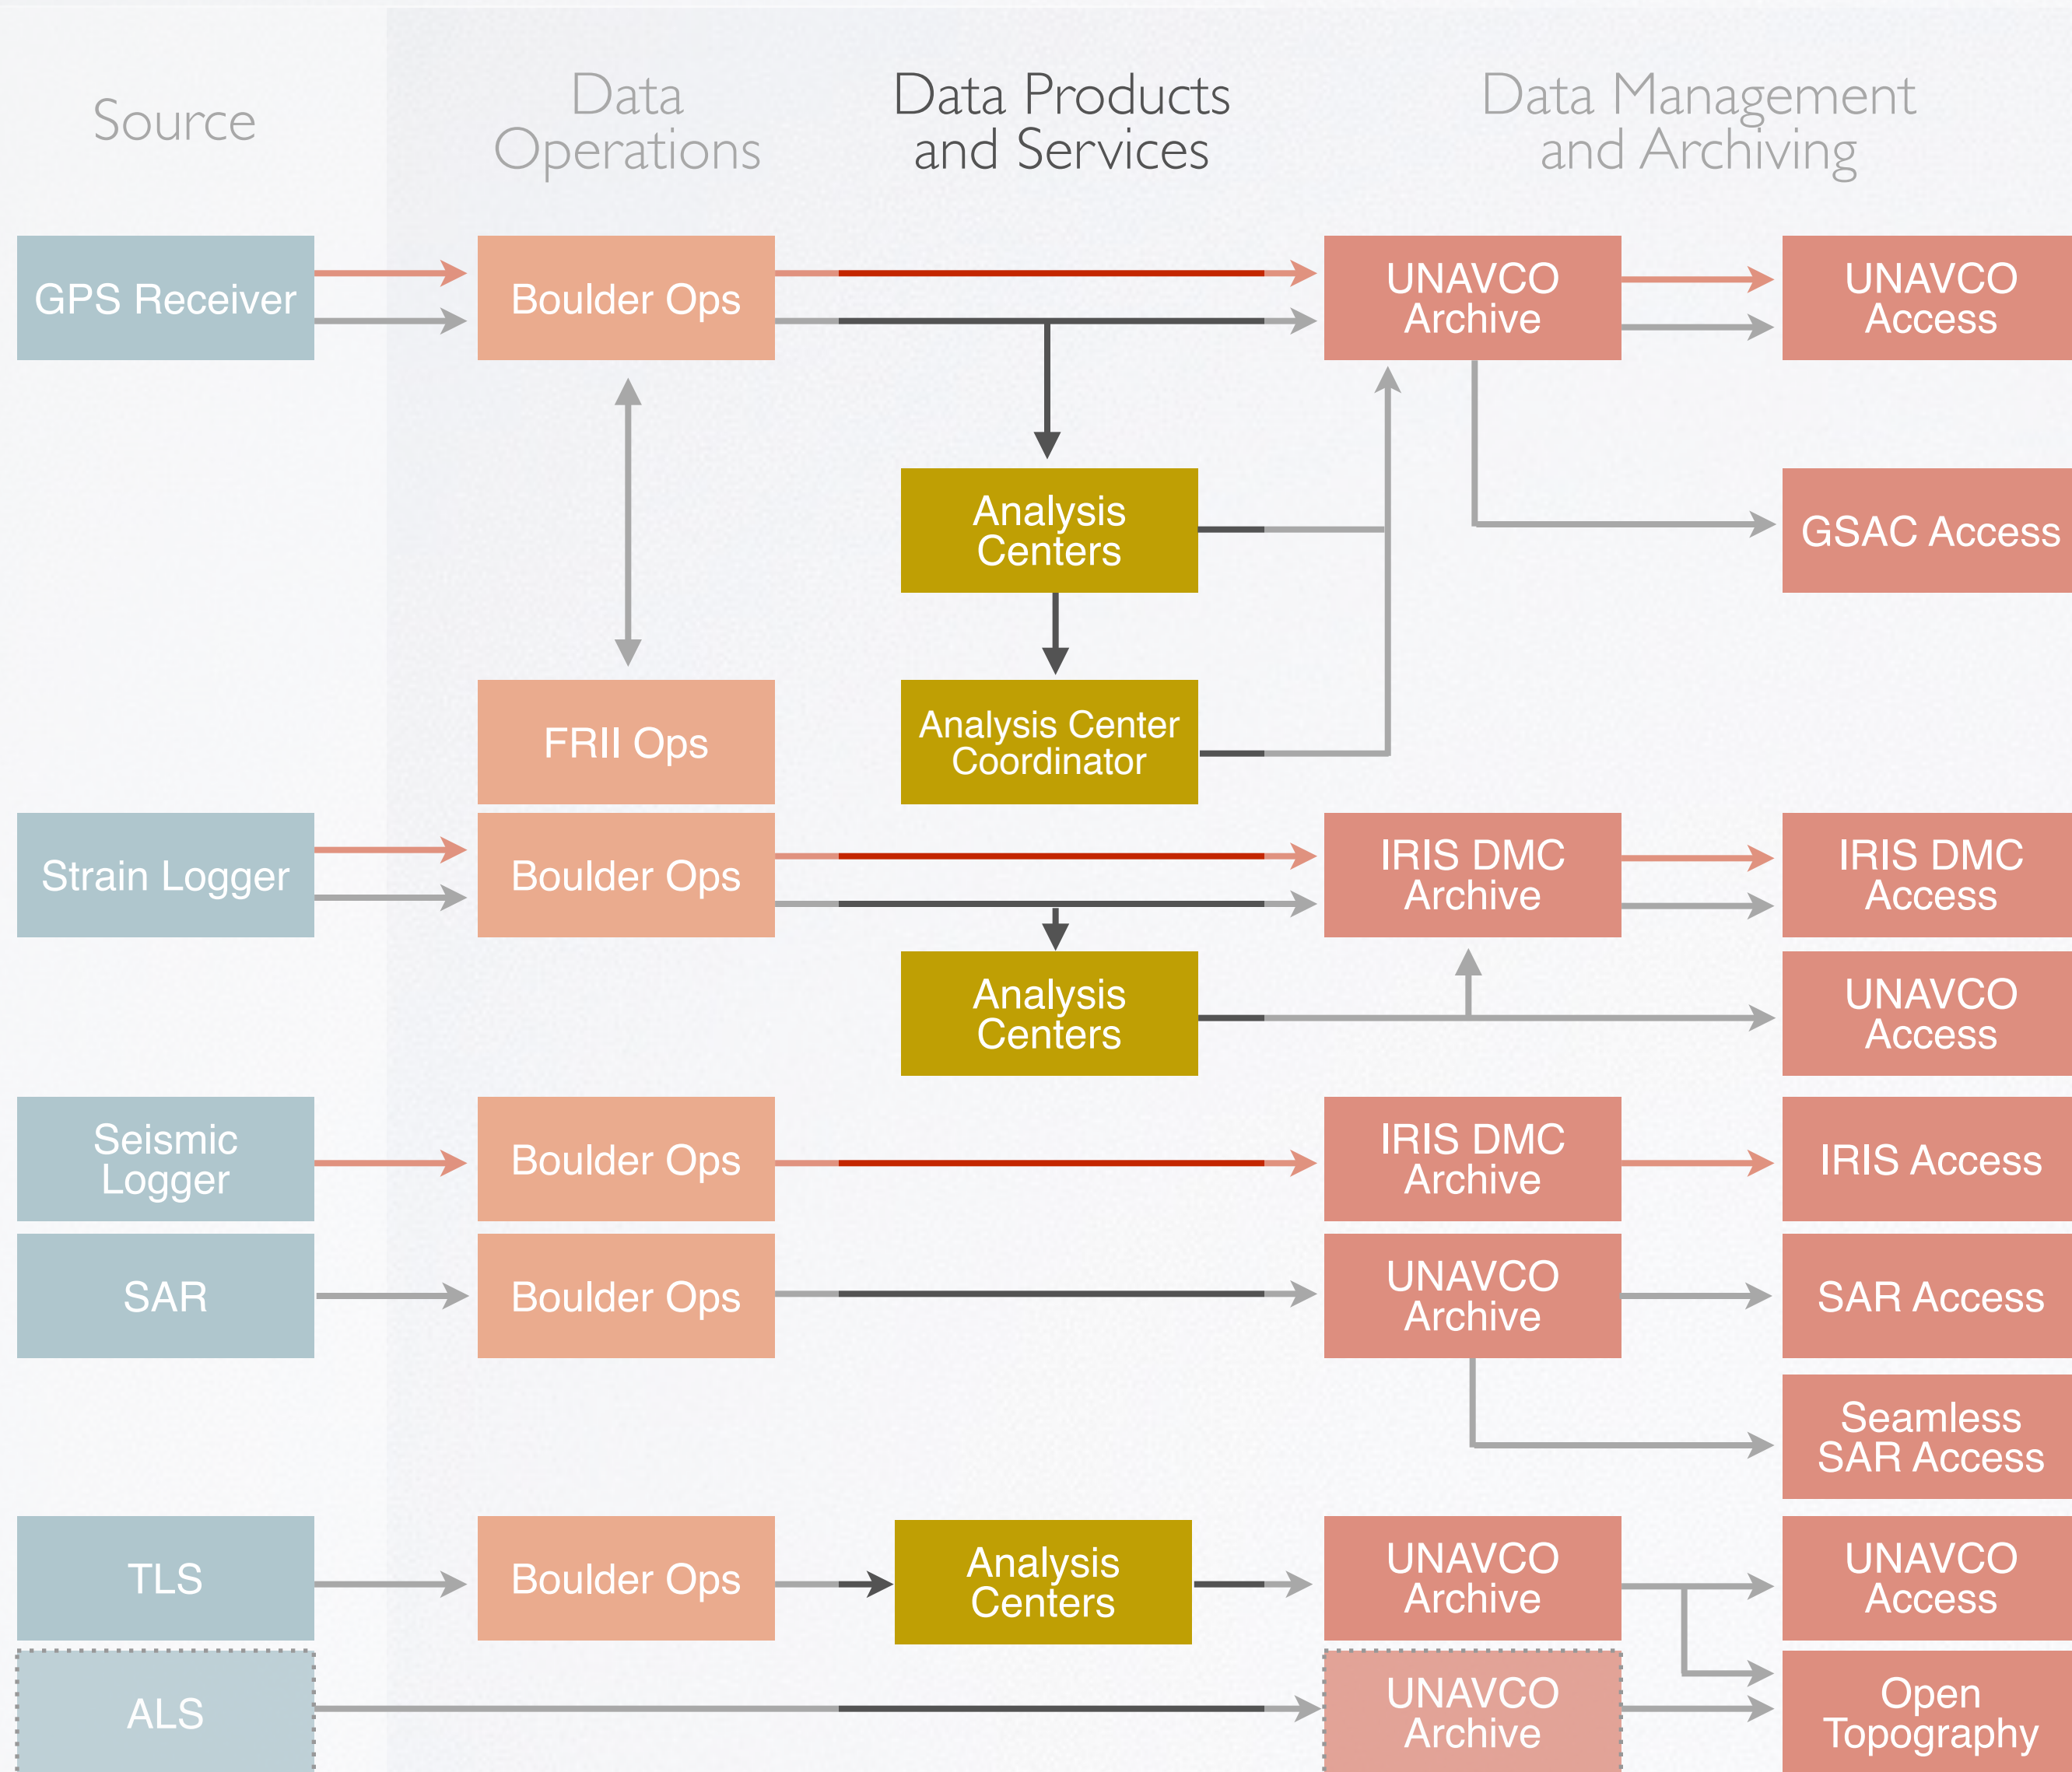 Source
Data
Operations
Data Products
and Services
Data Management
and Archiving
GPS Receiver
Boulder Ops
UNAVCO
Archive
UNAVCO
Access
Analysis
Centers
GSAC Access
FRII Ops
Analysis Center
Coordinator
Strain Logger
Boulder Ops
IRIS DMC
Archive
IRIS DMC
Access
Analysis
Centers
UNAVCO
Access
Seismic
Logger
Boulder Ops
IRIS DMC
Archive
IRIS Access
SAR
Boulder Ops
UNAVCO
Archive
SAR Access
Seamless
SAR Access
TLS
Boulder Ops
Analysis
Centers
UNAVCO
Archive
UNAVCO
Access
ALS
UNAVCO
Archive
Open
Topography